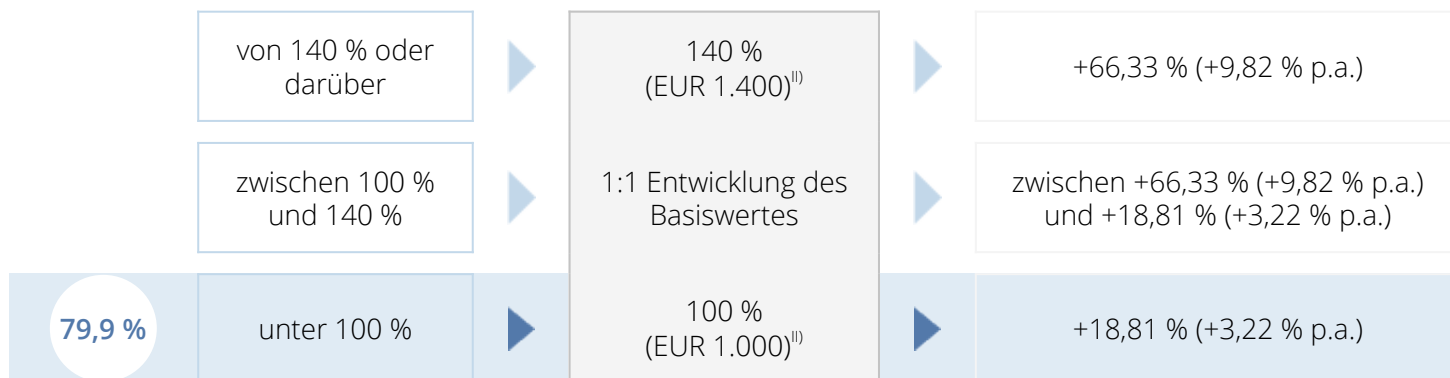 von 140 % oder
darüber
140 %
(EUR 1.400)II)
+66,33 % (+9,82 % p.a.)
zwischen 100 %
und 140 %
1:1 Entwicklung des
Basiswertes
zwischen +66,33 % (+9,82 % p.a.)
und +18,81 % (+3,22 % p.a.)
79,9 %
unter 100 %
100 %
(EUR 1.000)II)
+18,81 % (+3,22 % p.a.)